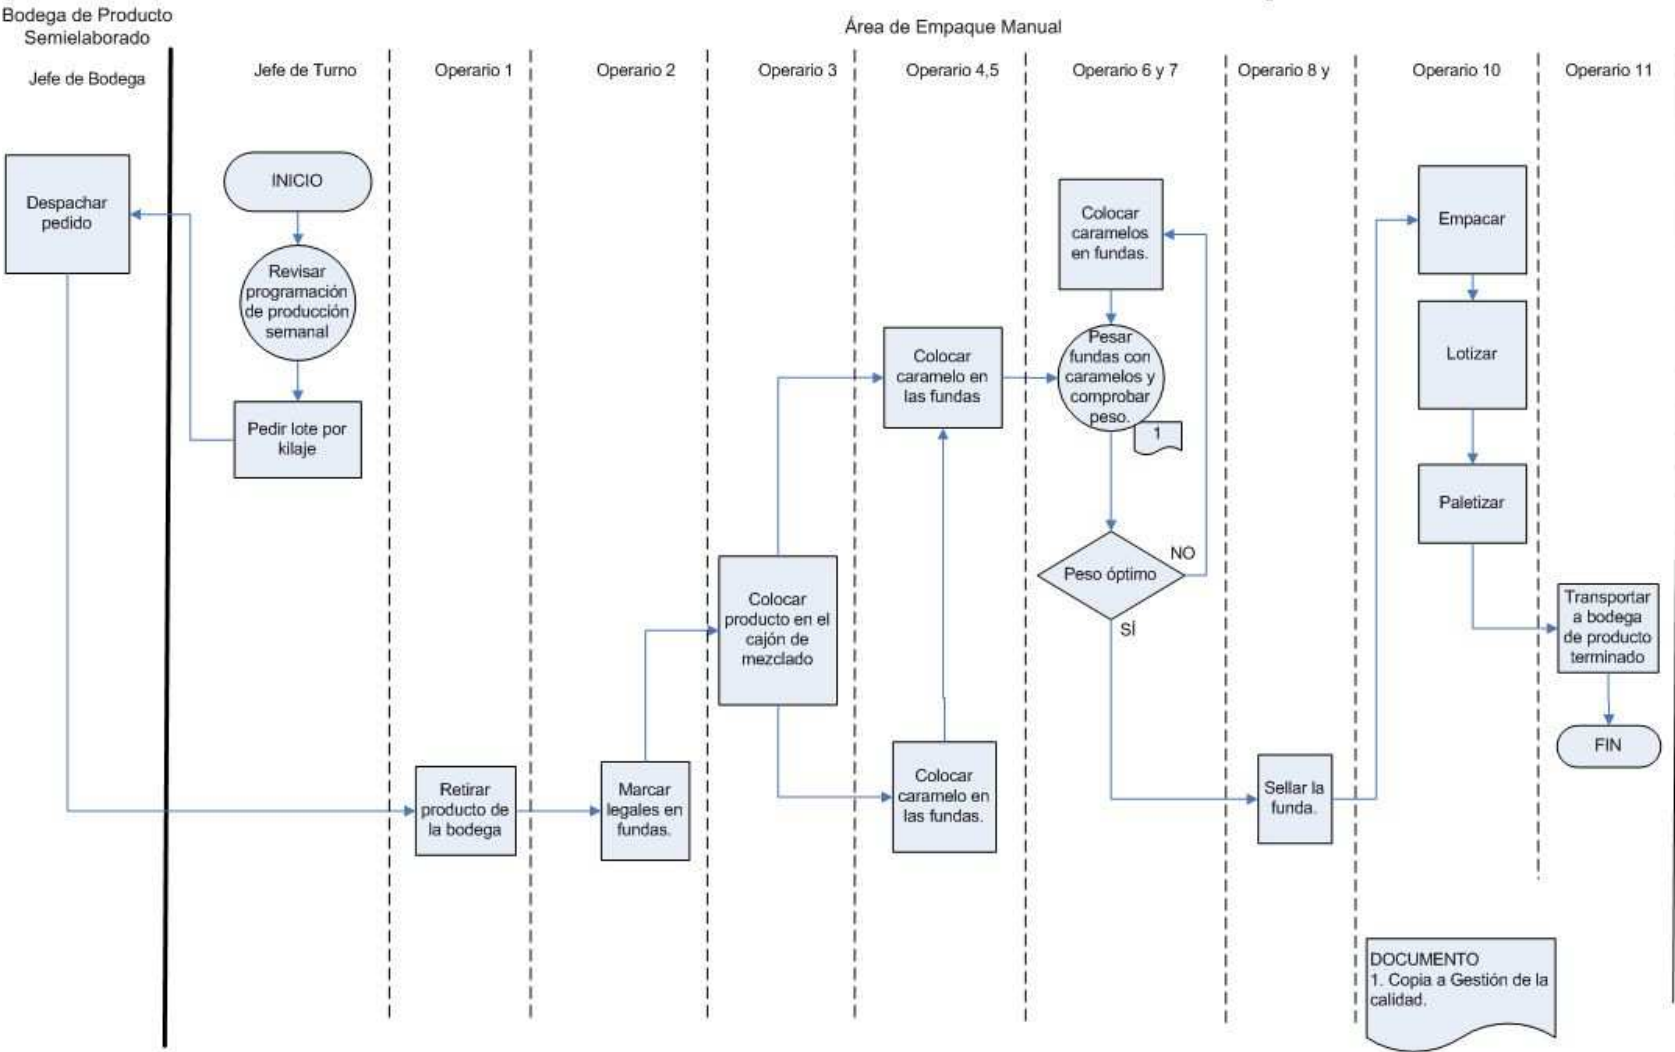 Bodega de Producto
Semielaborado
Área de Empaque Manual
Jefe de Bodega
Jefe de Turno
Operario 1
Operario 2
Operario 3
Operario 4,5
Operario 6 y 7
Operario 8 y
Operario 10
Operario 11
Despachar
pedido
INICIO
Revisar
programación
de producción
semanal
Pedir lote por
kilaje
Retirar
producto de
la bodega
Marcar
legales en
fundas.
Colocar
producto en el
cajón de
mezclado
Colocar
caramelo en
las fundas
Colocar
caramelo en
las fundas.
Colocar
caramelos
en fundas.
Pesar
fundas con
caramelos y
comprobar
peso.
1
Peso óptimo
NO
SÍ
Sellar la
funda.
Empacar
Lotizar
Paletizar
Transportar
a bodega
de producto
terminado
FIN
DOCUMENTO
1. Copia a Gestión de la
calidad.